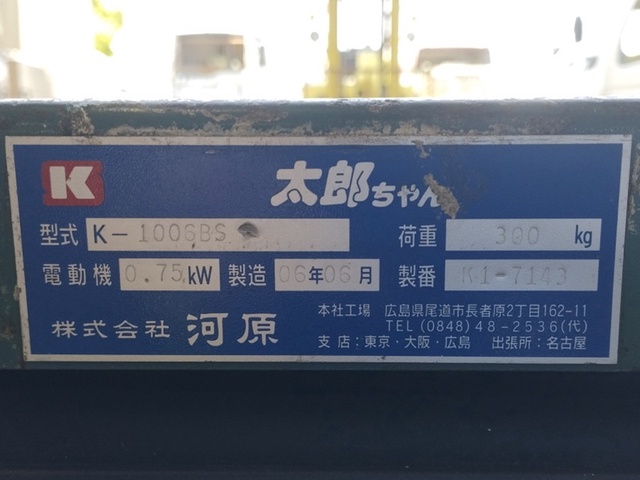 K 太郎ちゃん
型式 K-1006BS 荷重 300 kg
電動機 0.75kW 製造 06年06月 製番 K1-7143
株式会社 河原
本社工場 広島県尾道市長者原2丁目162-11
TEL (0848) 48-2536(代)
支店:東京・大阪・広島 出張所:名古屋